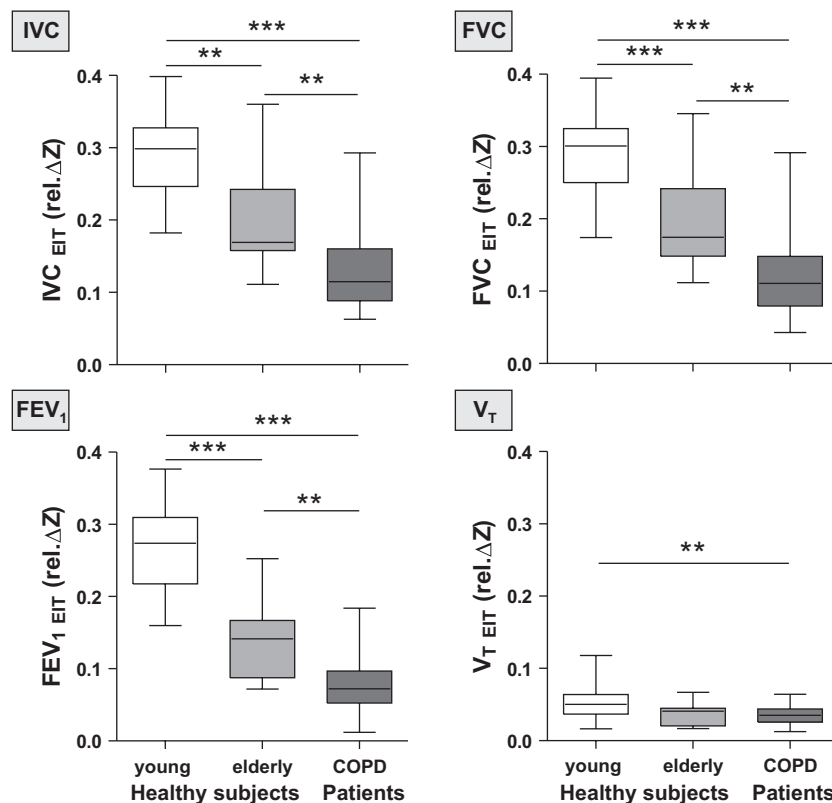 IVC
***
**
**
0.4
0.3
0.2
0.1
0.0
IVC EIT (rel.ΔZ)
FVC
***
***
**
0.4
0.3
0.2
0.1
0.0
FVC EIT (rel.ΔZ)
FEV1
***
***
**
0.4
0.3
0.2
0.1
0.0
FEV1 EIT (rel.ΔZ)
young elderly COPD
Healthy subjects Patients
VT
**
0.4
0.3
0.2
0.1
0.0
VT EIT (rel.ΔZ)
young elderly COPD
Healthy subjects Patients